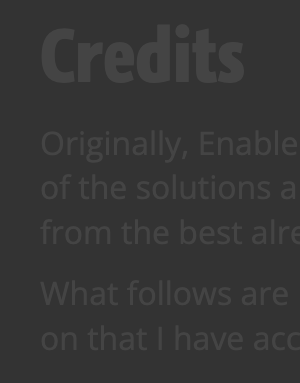 Credits
Originally, Enable
of the solutions a
from the best alre
What follows are
on that I have acc